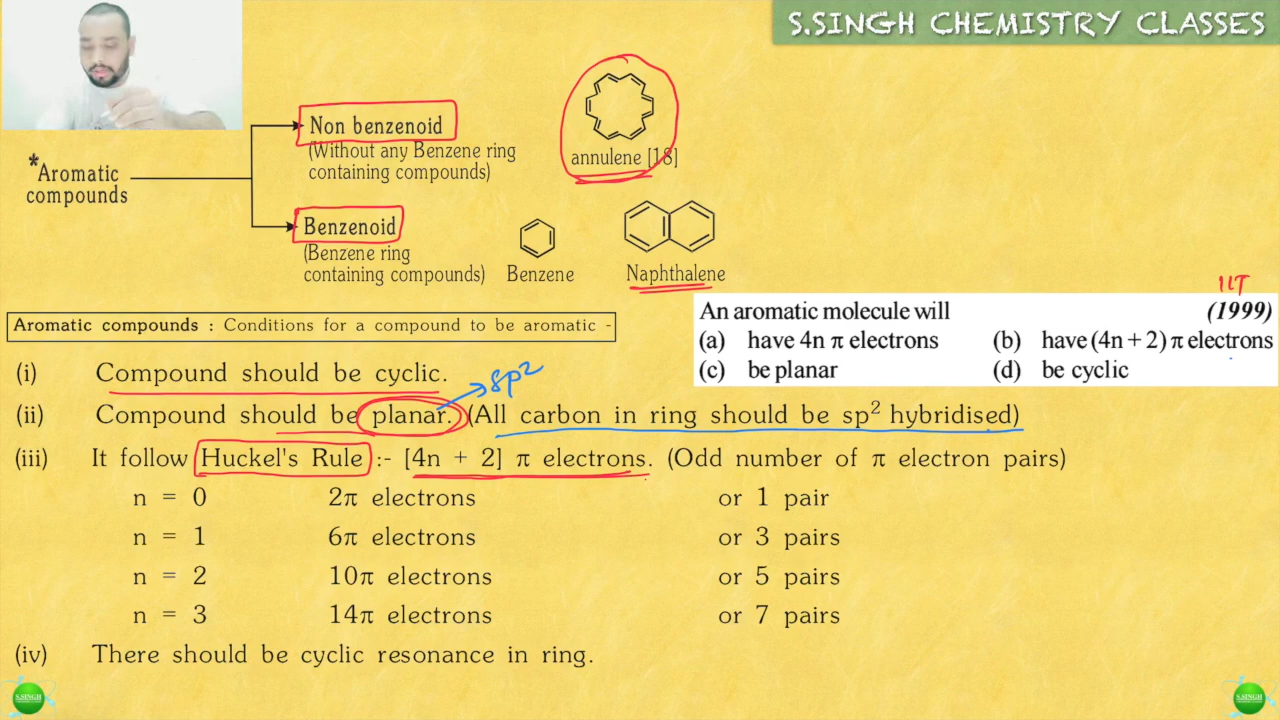 S.SINGH CHEMISTRY CLASSES
Non benzenoid
(Without any Benzene ring
containing compounds)
annulene [18]
*Aromatic
compounds
Benzenoid
(Benzene ring
containing compounds)
Benzene
Naphthalene
IIT
An aromatic molecule will (1999)
(a) have 4n π electrons (b) have (4n + 2) π electrons
(c) be planar (d) be cyclic
Aromatic compounds : Conditions for a compound to be aromatic -
(i) Compound should be cyclic.
sp²
(ii) Compound should be planar. (All carbon in ring should be sp² hybridised)
(iii) It follow Huckel's Rule :- [4n + 2] π electrons. (Odd number of π electron pairs)
n = 0 2π electrons or 1 pair
n = 1 6π electrons or 3 pairs
n = 2 10π electrons or 5 pairs
n = 3 14π electrons or 7 pairs
(iv) There should be cyclic resonance in ring.
S.SINGH
S.SINGH